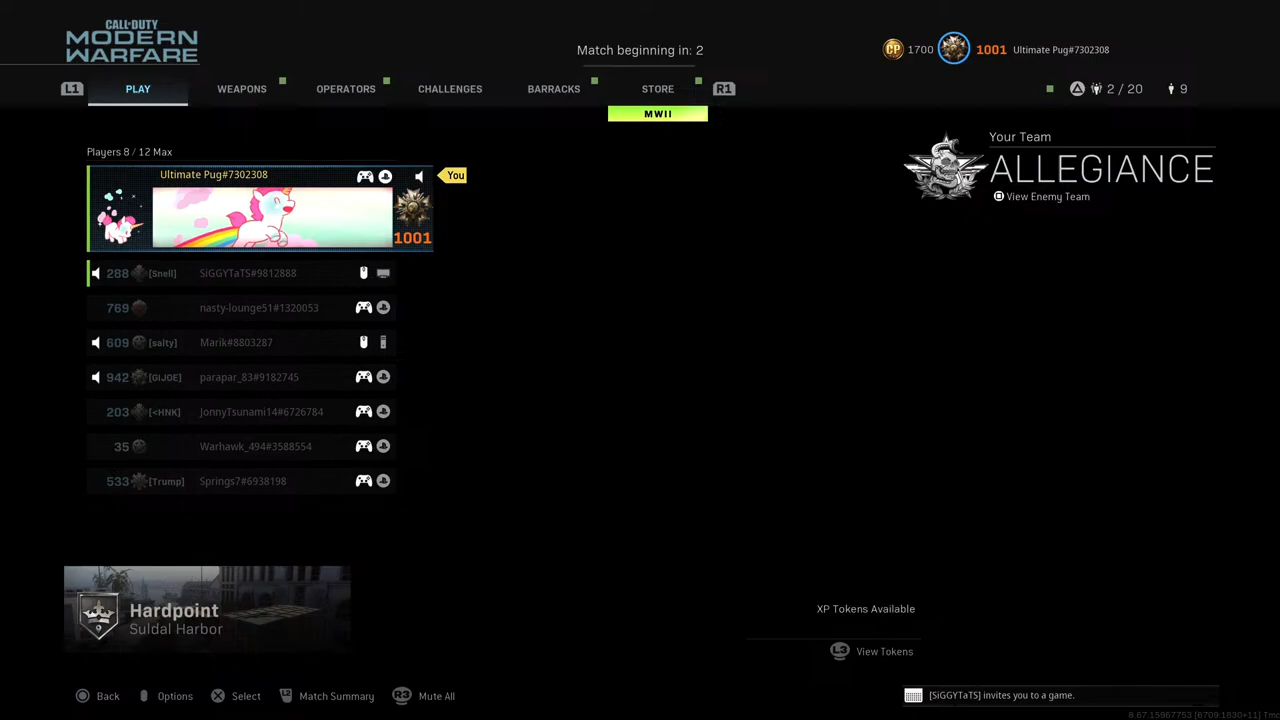 CALL OF DUTY
MODERN
WARFARE
Match beginning in: 2
CP 1700 1001 Ultimate Pug#7302308
L1 PLAY WEAPONS OPERATORS CHALLENGES BARRACKS STORE R1 2 / 20 9
MWII
Players 8 / 12 Max
Ultimate Pug#7302308
You
1001
288 [Snell] SiGGYTaTS#9812888
769 nasty-lounge51#1320053
609 [salty] Marik#8803287
942 [GIJOE] parapar_83#9182745
203 [<HNK] JonnyTsunami14#6726784
35 Warhawk_494#3588554
533 [Trump] Springs7#6938198
Your Team
ALLEGIANCE
View Enemy Team
Hardpoint
Suldal Harbor
XP Tokens Available
L3 View Tokens
Back Options Select Match Summary R3 Mute All
[SiGGYTaTS] invites you to a game.